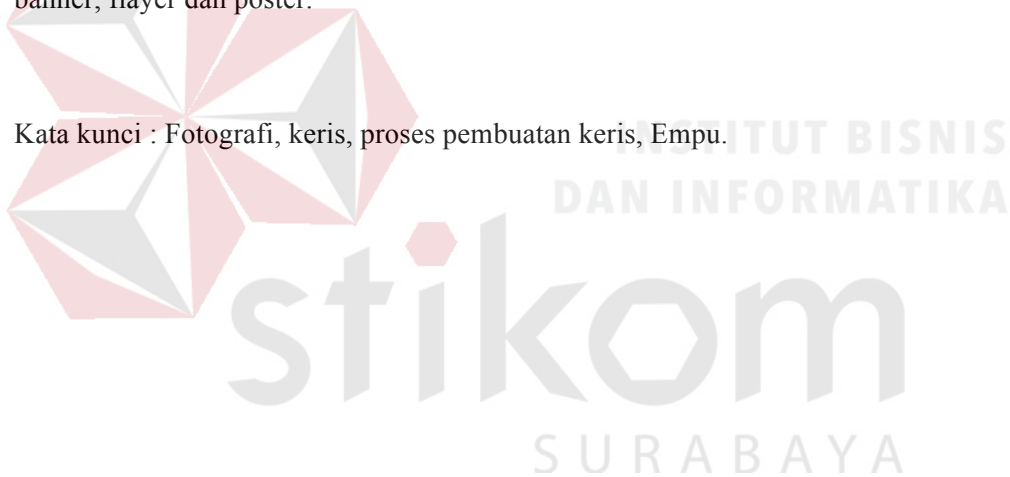 banner, flayer dan poster.
Kata kunci : Fotografi, keris, proses pembuatan keris, Empu.
INSTITUT BISNIS
DAN INFORMATIKA
stikom
SURABAYA